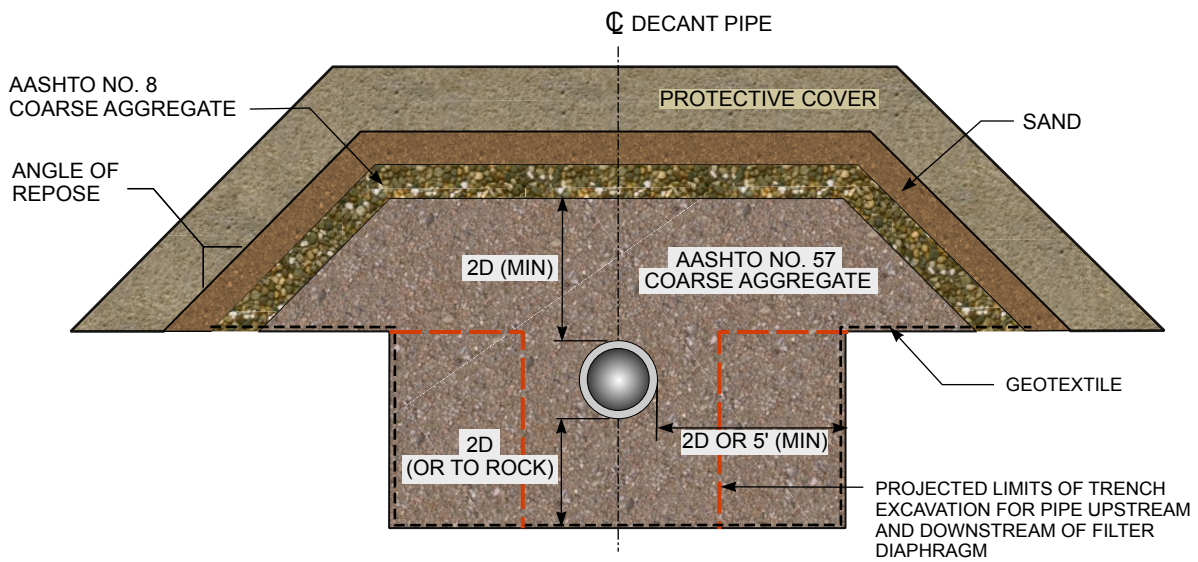 ℄ DECANT PIPE
AASHTO NO. 8
COARSE AGGREGATE
PROTECTIVE COVER
SAND
ANGLE OF
REPOSE
2D (MIN)
AASHTO NO. 57
COARSE AGGREGATE
GEOTEXTILE
2D
(OR TO ROCK)
2D OR 5' (MIN)
PROJECTED LIMITS OF TRENCH
EXCAVATION FOR PIPE UPSTREAM
AND DOWNSTREAM OF FILTER
DIAPHRAGM